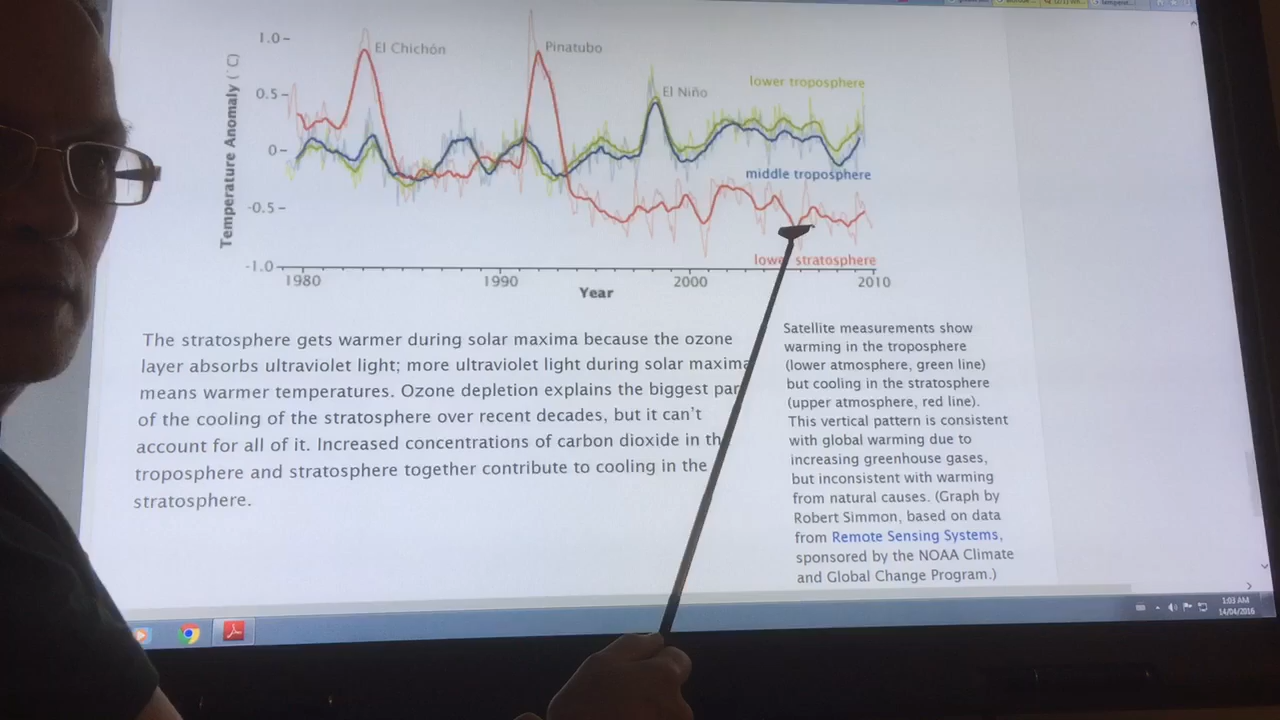 1.0
El Chichón
Pinatubo
El Niño
lower troposphere
0.5
0
middle troposphere
-0.5
lower stratosphere
-1.0
Temperature Anomaly (°C)
1980
1990
2000
2010
Year
The stratosphere gets warmer during solar maxima because the ozone
layer absorbs ultraviolet light; more ultraviolet light during solar maxima
means warmer temperatures. Ozone depletion explains the biggest par
of the cooling of the stratosphere over recent decades, but it can't
account for all of it. Increased concentrations of carbon dioxide in th
troposphere and stratosphere together contribute to cooling in the
stratosphere.
Satellite measurements show
warming in the troposphere
(lower atmosphere, green line)
but cooling in the stratosphere
(upper atmosphere, red line).
This vertical pattern is consistent
with global warming due to
increasing greenhouse gases,
but inconsistent with warming
from natural causes. (Graph by
Robert Simmon, based on data
from Remote Sensing Systems,
sponsored by the NOAA Climate
and Global Change Program.)
1:03 AM
14/04/2016